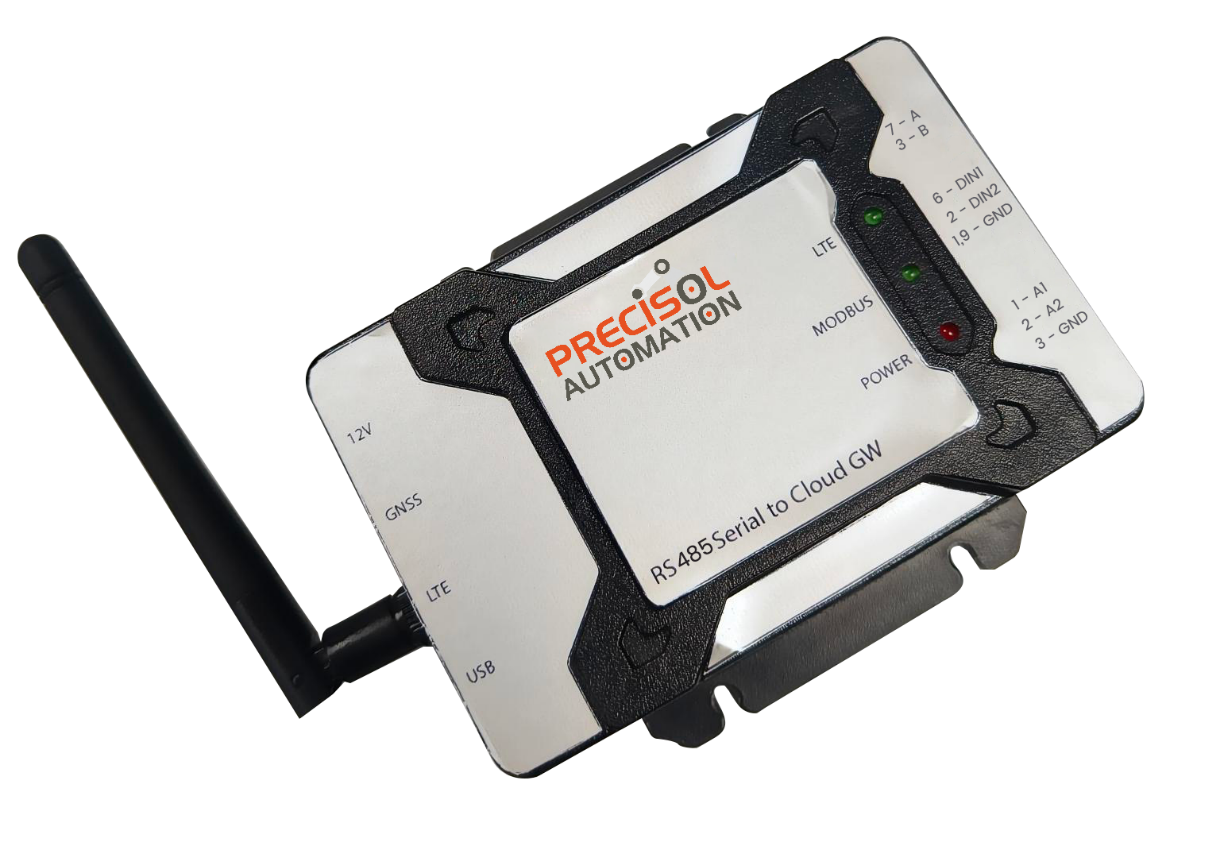 PRECISOL
AUTOMATION
RS485 Serial to Cloud GW
LTE
MODBUS
POWER
12V
GNSS
LTE
USB
7 - A
3 - B
6 - DIN1
2 - DIN2
1,9 - GND
1 - A1
2 - A2
3 - GND